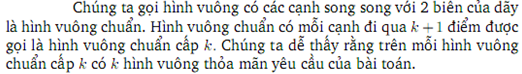 Chúng ta gọi hình vuông có các cạnh song song với 2 biên của dãy
là hình vuông chuẩn. Hình vuông chuẩn có mỗi cạnh đi qua k + 1 điểm được
gọi là hình vuông chuẩn cấp k. Chúng ta dễ thấy rằng trên mỗi hình vuông
chuẩn cấp k có k hình vuông thỏa mãn yêu cầu của bài toán.